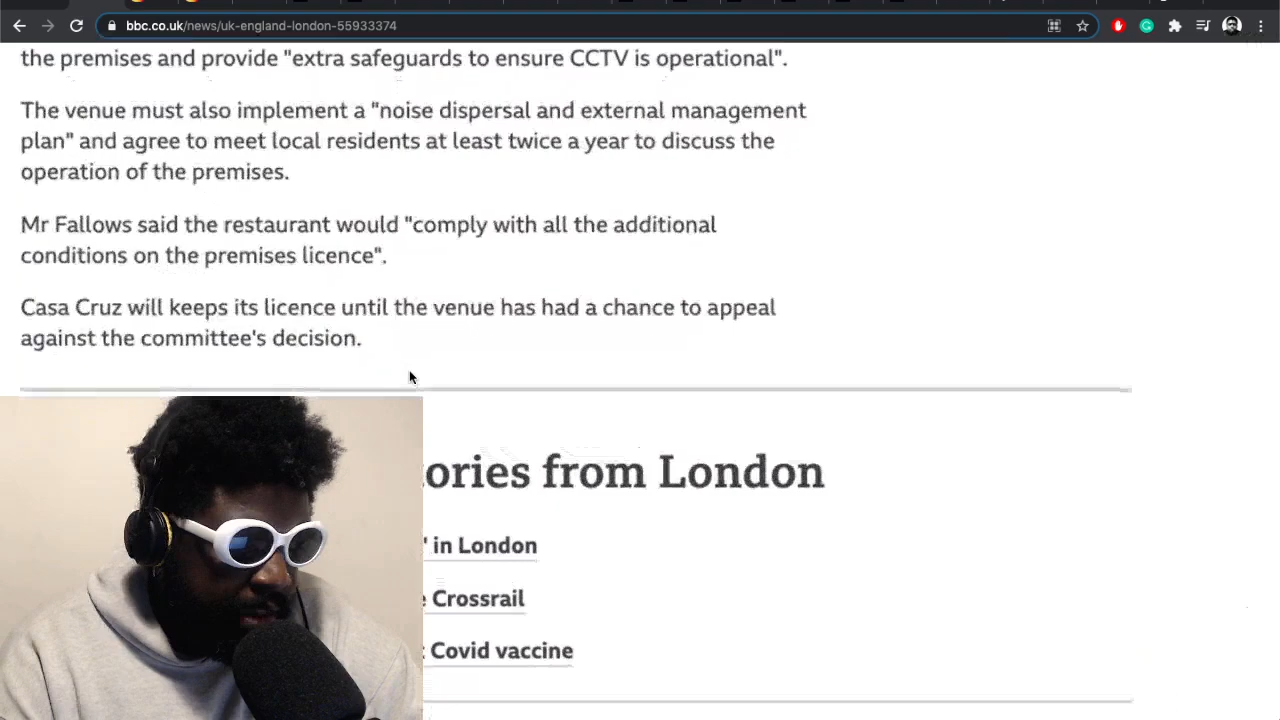 bbc.co.uk/news/uk-england-london-55933374
the premises and provide "extra safeguards to ensure CCTV is operational".
The venue must also implement a "noise dispersal and external management
plan" and agree to meet local residents at least twice a year to discuss the
operation of the premises.
Mr Fallows said the restaurant would "comply with all the additional
conditions on the premises licence".
Casa Cruz will keeps its licence until the venue has had a chance to appeal
against the committee's decision.
tories from London
' in London
e Crossrail
Covid vaccine